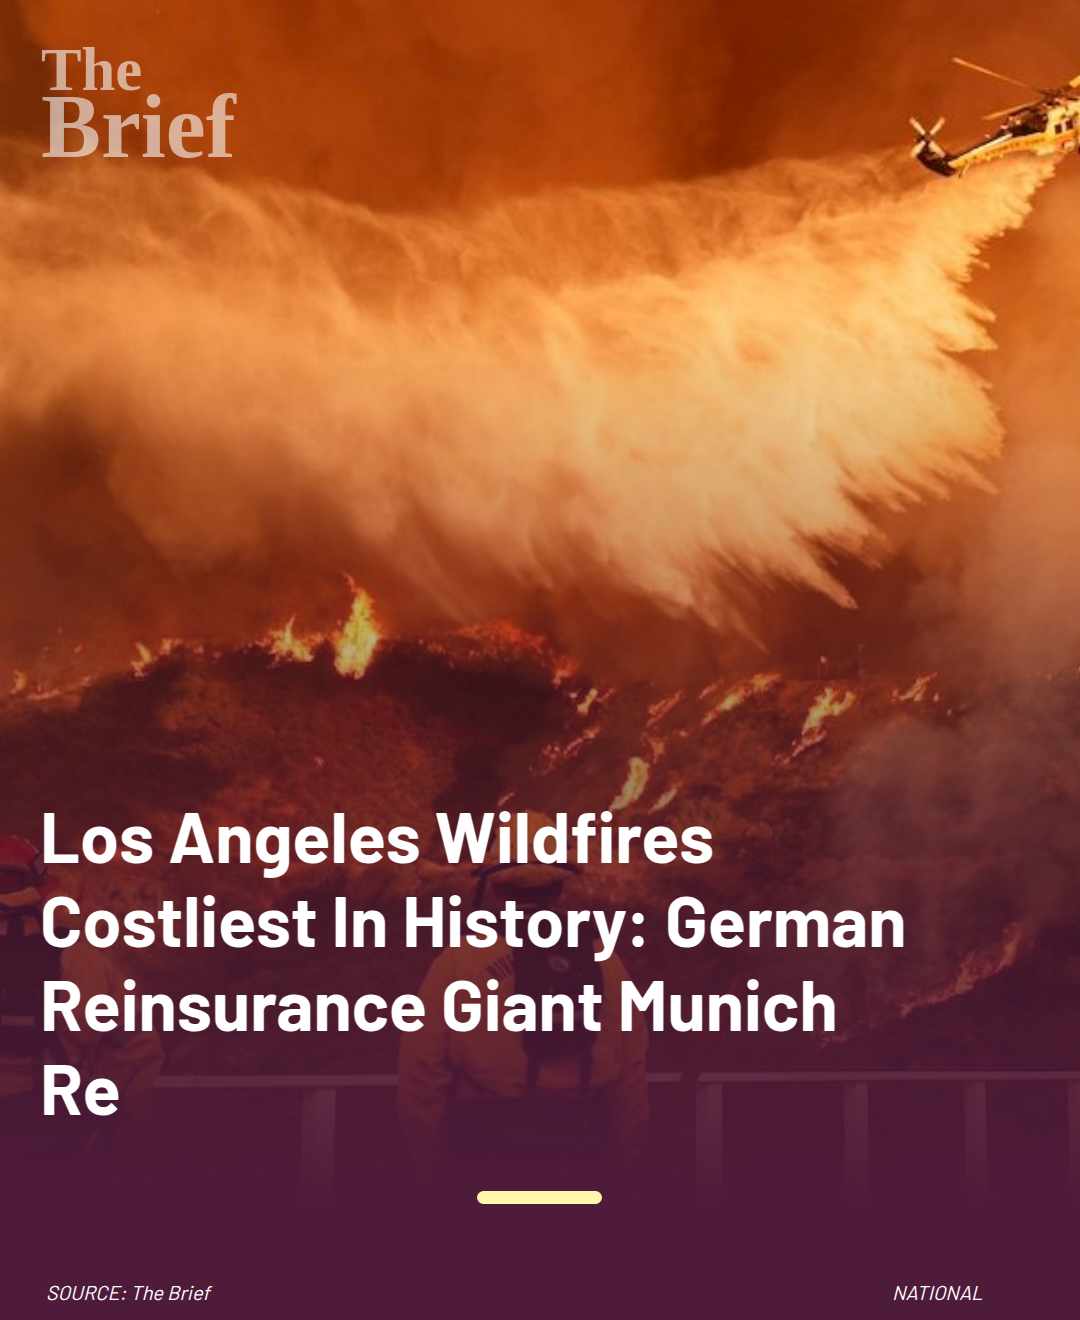 The
Brief
Los Angeles Wildfires
Costliest In History: German
Reinsurance Giant Munich
Re
SOURCE: The Brief
NATIONAL